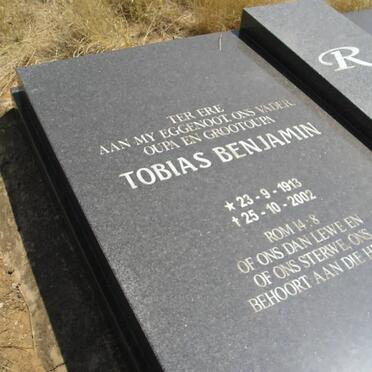 TER ERE
AAN MY EGGENOOT, ONS VADER,
OUPA EN GROOTOUPA
TOBIAS BENJAMIN
★ 23 - 9 - 1913
† 25 - 10 - 2002
ROM 14 - 8
OF ONS DAN LEWE EN
OF ONS STERWE, ONS
BEHOORT AAN DIE
R